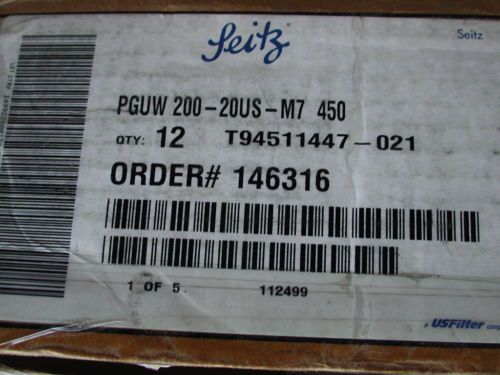 Seitz
Seitz
PGUW 200-20US-M7 450
QTY: 12 T94511447-021
ORDER# 146316
1 OF 5 112499
USFilter